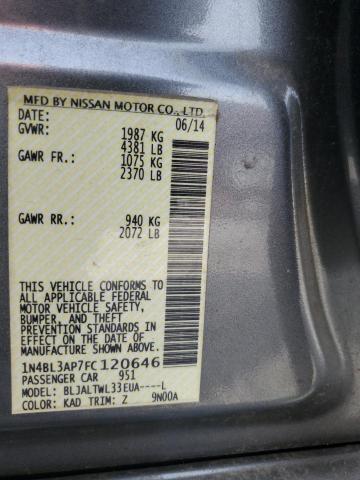 MFD BY NISSAN MOTOR CO., LTD.
DATE: 06/14
GVWR: 1987 KG
4381 LB
GAWR FR: 1075 KG
2370 LB
GAWR RR: 940 KG
2072 LB
THIS VEHICLE CONFORMS TO
ALL APPLICABLE FEDERAL
MOTOR VEHICLE SAFETY,
BUMPER, AND THEFT
PREVENTION STANDARDS IN
EFFECT ON THE DATE OF
MANUFACTURE SHOWN ABOVE.
1N4BL3AP7FC120646
PASSENGER CAR 951
MODEL: BLJALTWL33EUA----L
COLOR: KAD TRIM: Z 9N00A